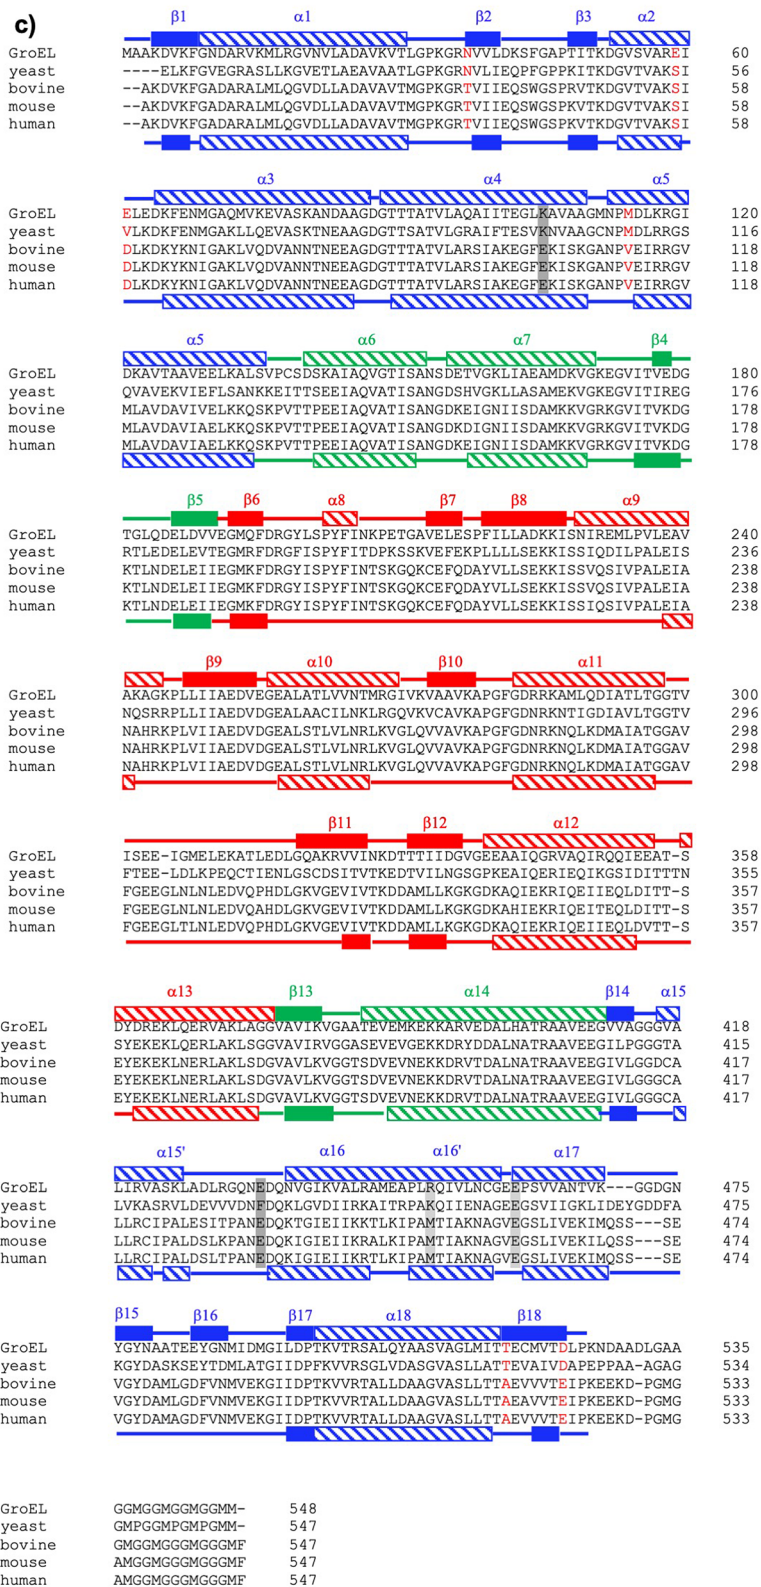 c)
β1 α1 β2 β3 α2
GroEL MAAKDVKFGNDARVKMLRGVNVLADAVKVTLGPKGRNVVLDKSFGAPTITKDGVSVAREI 60
yeast ----ELKFGVEGRASLLKGVETLAEAVAATLGPKGRNVLIEQPFGPPKITKDGVTVAKSI 56
bovine --AKDVKFGADARALMLQGVDLLADAVAVTMGPKGRTVIIEQSWGSPRVTKDGVTVAKSI 58
mouse --AKDVKFGADARALMLQGVDLLADAVAVTMGPKGRTVIIEQSWGSPKVTKDGVTVAKSI 58
human --AKDVKFGADARALMLQGVDLLADAVAVTMGPKGRTVIIEQSWGSPKVTKDGVTVAKSI 58
α3 α4 α5
GroEL ELEDKFENMGAQMVKEVASKANDAAGDGTTTATVLAQAIITEGLKAVAAGMNPMDLKRGI 120
yeast VLKDKFENMGAKLLQEVASKTNEAAGDGTTSATVLGRAIFTESVKNVAAGCNPMDLRRGS 116
bovine DLKDKYKNIGAKLVQDVANNTNEEAGDGTTTATVLARSIAKEGFEKISKGANPVEIRRGV 118
mouse DLKDKYKNIGAKLVQDVANNTNEEAGDGTTTATVLARSIAKEGFEKISKGANPVEIRRGV 118
human DLKDKYKNIGAKLVQDVANNTNEEAGDGTTTATVLARSIAKEGFEKISKGANPVEIRRGV 118
α5 α6 α7 β4
GroEL DKAVTAAVEELKALSVPCSDSKAIAQVGTISANSDETVGKLIAEAMDKVGKEGVITVEDG 180
yeast QVAVEKVIEFLSANKKEITTSEEIAQVATISANGDSHVGKLLASAMEKVGKEGVITIREG 176
bovine MLAVDAVIVELKKQSKPVTTPEEIAQVATISANGDKEIGNIISDAMKKVGRKGVITVKDG 178
mouse MLAVDAVIAELKKQSKPVTTPEEIAQVATISANGDKDIGNIISDAMKKVGRKGVITVKDG 178
human MLAVDAVIAELKKQSKPVTTPEEIAQVATISANGDKEIGNIISDAMKKVGRKGVITVKDG 178
β5 β6 α8 β7 β8 α9
GroEL TGLQDELDVVEGMQFDRGYLSPYFINKPETGAVELESPFILLADKKISNIREMLPVLEAV 240
yeast RTLEDELEVTEGMRFDRGFISPYFITDPKSSKVEFEKPLLLLSEKKISSIQDILPALEIS 236
bovine KTLNDELEIIEGMKFDRGYISPYFINTSKGQKCEFQDAYVLLSEKKISSVQSIVPALEIA 238
mouse KTLNDELEIIEGMKFDRGYISPYFINTSKGQKCEFQDAYVLLSEKKISSVQSIVPALEIA 238
human KTLNDELEIIEGMKFDRGYISPYFINTSKGQKCEFQDAYVLLSEKKISSIQSIVPALEIA 238
β9 α10 β10 α11
GroEL AKAGKPLLIIAEDVEGEALATLVVNTMRGIVKVAAVKAPGFGDRRKAMLQDIATLTGGTV 300
yeast NQSRRPLLIIAEDVDGEALAACILNKLRGQVKVCAVKAPGFGDNRKNTIGDIAVLTGGTV 296
bovine NAHRKPLVIIAEDVDGEALSTLVLNRLKVGLQVVAVKAPGFGDNRKNQLKDMAIATGGAV 298
mouse NAHRKPLVIIAEDVDGEALSTLVLNRLKVGLQVVAVKAPGFGDNRKNQLKDMAIATGGAV 298
human NAHRKPLVIIAEDVDGEALSTLVLNRLKVGLQVVAVKAPGFGDNRKNQLKDMAIATGGAV 298
β11 β12 α12
GroEL ISEE-IGMELEKATLEDLGQAKRVVINKDTTTIIDGVGEEAAIQGRVAQIRQQIEEAT-S 358
yeast FTEE-LDLKPEQCTIENLGSCDSITVTKEDTVILNGSGPKEAIQERIEQIKGSIDITTTN 355
bovine FGEEGLNLNLEDVQPHDLGKVGEVIVTKDDAMLLKGKGDKAQIEKRIQEIIEQLDITT-S 357
mouse FGEEGLNLNLEDVQAHDLGKVGEVIVTKDDAMLLKGKGDKAHIEKRIQEITEQLDITT-S 357
human FGEEGLTLNLEDVQPHDLGKVGEVIVTKDDAMLLKGKGDKAQIEKRIQEIIEQLDVTT-S 357
α13 β13 α14 β14 α15
GroEL DYDREKLQERVAKLAGGVAVIKVGAATEVEMKEKKARVEDALHATRAAVEEGVVAGGGVA 418
yeast SYEKEKLQERLAKLSGGVAVIRVGGASEVEVGEKKDRYDDALNATRAAVEEGILPGGGTA 415
bovine EYEKEKLNERLAKLSDGVAVLKVGGTSDVEVNEKKDRVTDALNATRAAVEEGIVLGGDCA 417
mouse EYEKEKLNERLAKLSDGVAVLKVGGTSDVEVNEKKDRVTDALNATRAAVEEGIVLGGGCA 417
human EYEKEKLNERLAKLSDGVAVLKVGGTSDVEVNEKKDRVTDALNATRAAVEEGIVLGGGCA 417
α15' α16 α16' α17
GroEL LIRVASKLADLRGQNEDQNVGIKVALRAMEAPLRQIVLNCGEEPSVVANTVK---GGDGN 475
yeast LVKASRVLDEVVVDNFDQKLGVDIIRKAITRPAKQIIENAGEEGSVIIGKLIDEYGDDFA 475
bovine LLRCIPALESITPANEDQKTGIEIIKKTLKIPAMTIAKNAGVEGSLIVEKIMQSS---SE 474
mouse LLRCIPALDSLKPANEDQKIGIEIIKRALKIPAMTIAKNAGVEGSLIVEKILQSS---SE 474
human LLRCIPALDSLTPANEDQKIGIEIIKRTLKIPAMTIAKNAGVEGSLIVEKIMQSS---SE 474
β15 β16 β17 α18 β18
GroEL YGYNAATEEYGNMIDMGILDPTKVTRSALQYAASVAGLMITTECMVTDLPKNDAADLGAA 535
yeast KGYDASKSEYTDMLATGIIDPFKVVRSGLVDASGVASLLATTEVAIVDAPEPPAA-AGAG 534
bovine VGYDAMLGDFVNMVEKGIIDPTKVVRTALLDAAGVASLLTTAEVVVTEIPKEEKD-PGMG 533
mouse VGYDAMLGDFVNMVEKGIIDPTKVVRTALLDAAGVASLLTTAEAVVTEIPKEEKD-PGMG 533
human VGYDAMAGDFVNMVEKGIIDPTKVVRTALLDAAGVASLLTTAEVVVTEIPKEEKD-PGMG 533
GroEL GGMGGMGGMGGMM- 548
yeast GMPGGMPGMPGMM- 547
bovine GMGGMGGGMGGGMF 547
mouse AMGGMGGGMGGGMF 547
human AMGGMGGGMGGGMF 547